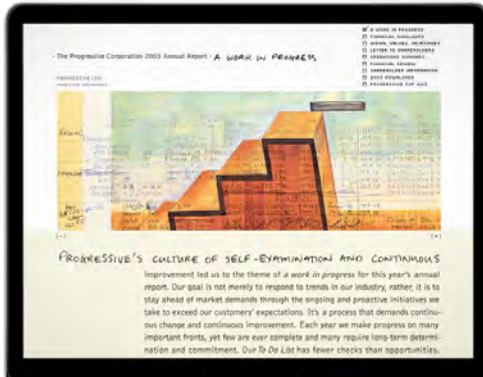 A WORK IN PROGRESS
FINANCIAL HIGHLIGHTS
VISION, VALUES, OBJECTIVES
LETTER TO SHAREHOLDERS
OPERATIONS SUMMARY
FINANCIAL REVIEW
SHAREHOLDER INFORMATION
The Progressive Corporation 2003 Annual Report - A WORK IN PROGRESS
PROGRESSIVE.COM
INVESTOR RELATIONS
PROGRESSIVE'S CULTURE OF SELF-EXAMINATION AND CONTINUOUS
improvement led us to the theme of a work in progress for this year's annual
report. Our goal is not merely to respond to trends in our industry, rather, it is to
stay ahead of market demands through the ongoing and proactive initiatives we
take to exceed our customers' expectations. It's a process that demands continu-
ous change and continuous improvement. Each year we make progress on many
important fronts, yet few are ever complete and many require long-term determi-
nation and commitment. Our To Do List has fewer checks than opportunities.